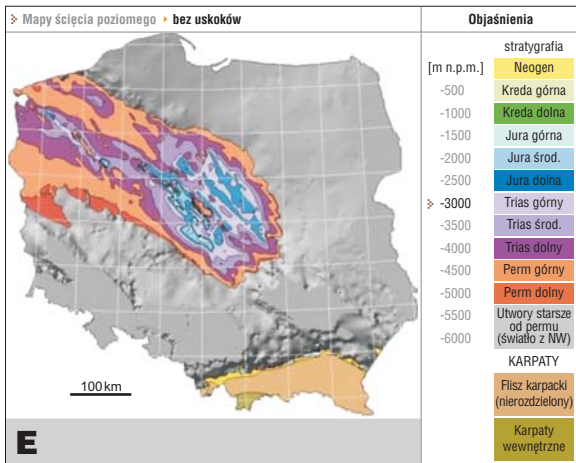 Mapy ścięcia poziomego bez uskoków
100 km
E
Objaśnienia
stratygrafia
[m n.p.m.] Neogen
-500 Kreda górna
-1000 Kreda dolna
-1500 Jura górna
-2000 Jura środ.
-2500 Jura dolna
-3000 Trias górny
-3500 Trias środ.
-4000 Trias dolny
-4500 Perm górny
-5000 Perm dolny
-5500 Utwory starsze
od permu
-6000 (światło z NW)
KARPATY
Flisz karpacki
(nierozdzielony)
Karpaty
wewnętrzne